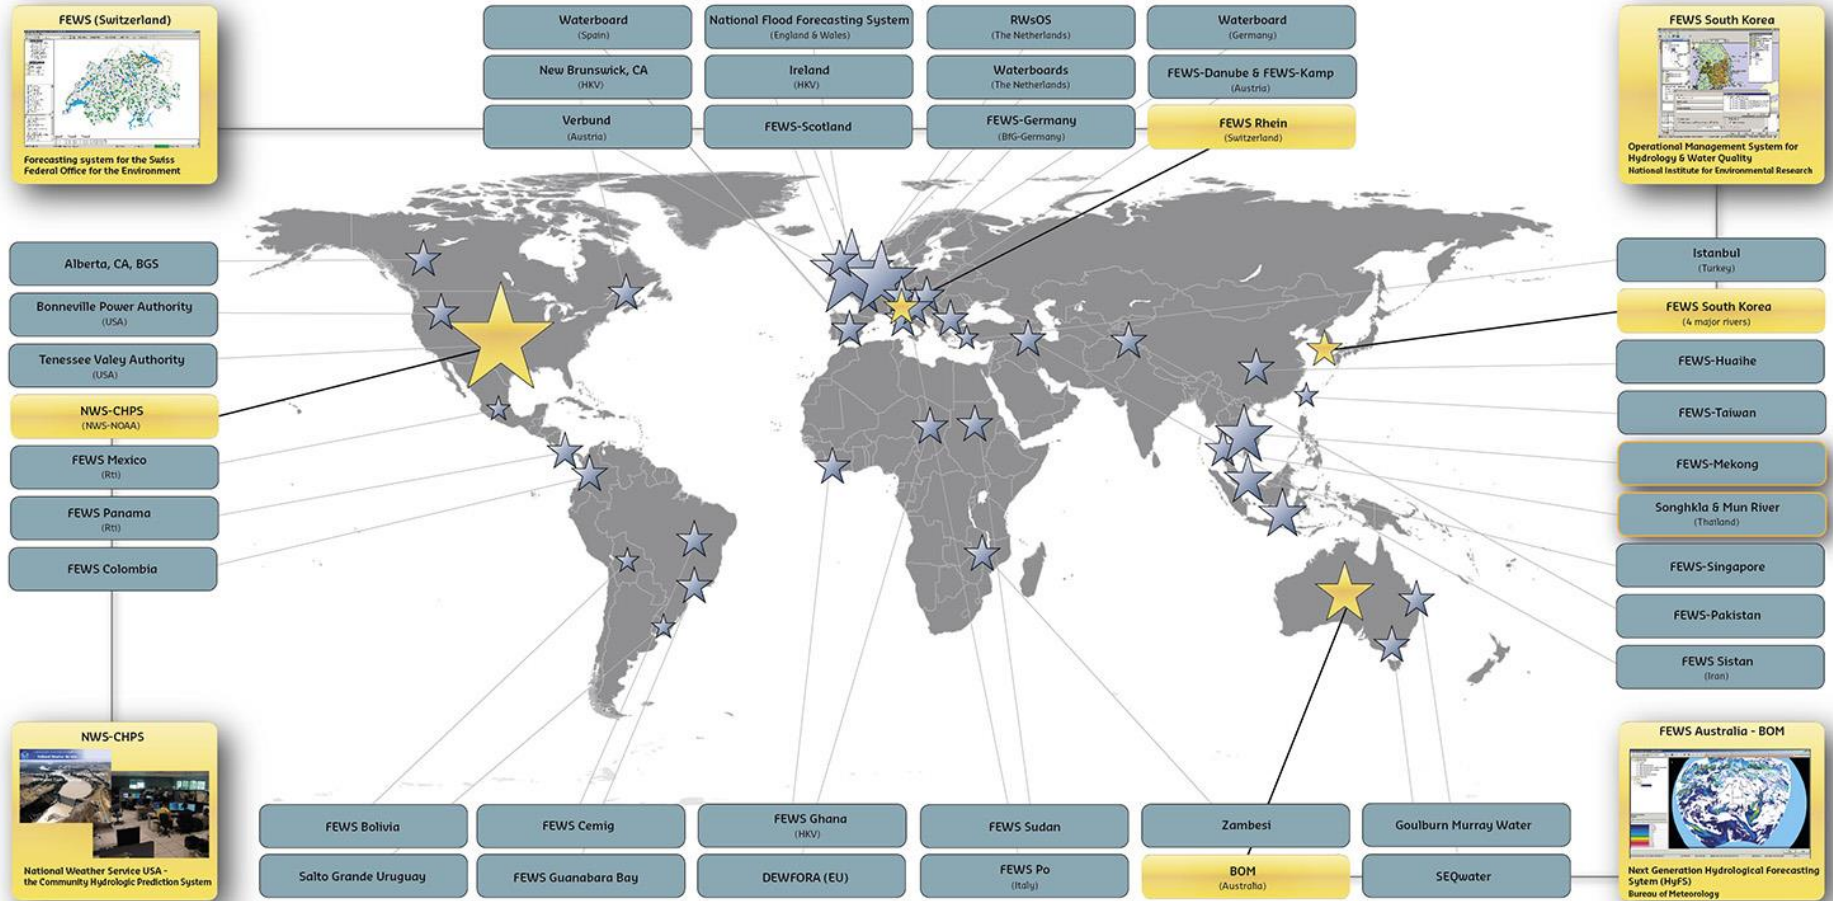 FEWS (Switzerland)
Forecasting system for the Swiss
Federal Office for the Environment
Waterboard
(Spain)
National Flood Forecasting System
(England & Wales)
RWsOS
(The Netherlands)
Waterboard
(Germany)
New Brunswick, CA
(HKV)
Ireland
(HKV)
Waterboards
(The Netherlands)
FEWS-Danube & FEWS-Kamp
(Austria)
Verbund
(Austria)
FEWS-Scotland
FEWS-Germany
(BfG-Germany)
FEWS Rhein
(Switzerland)
FEWS South Korea
Operational Management System for
Hydrology & Water Quality
National Institute for Environmental Research
Alberta, CA, BGS
Bonneville Power Authority
(USA)
Tenessee Valey Authority
(USA)
NWS-CHPS
(NWS-NOAA)
FEWS Mexico
(Rti)
FEWS Panama
(Rti)
FEWS Colombia
Istanbul
(Turkey)
FEWS South Korea
(4 major rivers)
FEWS-Huaihe
FEWS-Taiwan
FEWS-Mekong
Songhkla & Mun River
(Thailand)
FEWS-Singapore
FEWS-Pakistan
FEWS Sistan
(Iran)
NWS-CHPS
National Weather Service USA -
the Community Hydrologic Prediction System
FEWS Bolivia
FEWS Cemig
FEWS Ghana
(HKV)
FEWS Sudan
Zambesi
Goulburn Murray Water
Salto Grande Uruguay
FEWS Guanabara Bay
DEWFORA (EU)
FEWS Po
(Italy)
BOM
(Australia)
SEQwater
FEWS Australia - BOM
Next Generation Hydrological Forecasting
Sytem (HyFS)
Bureau of Meteorology